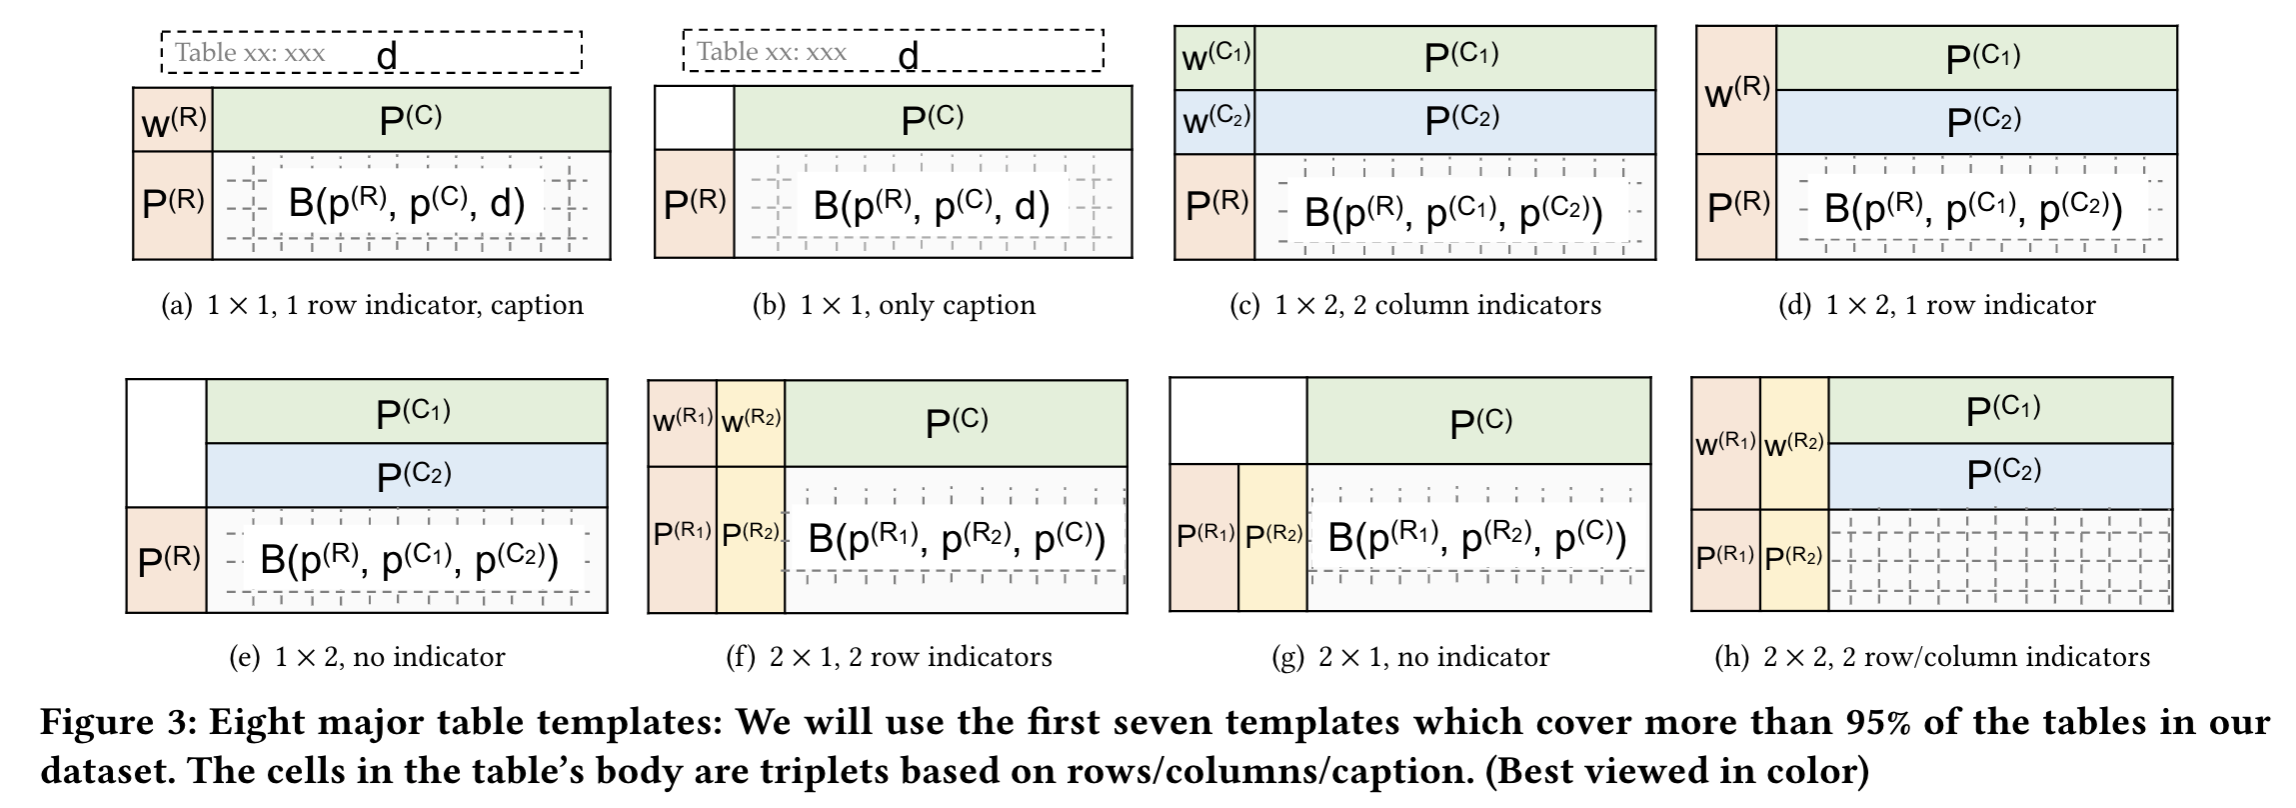 Table xx: xxx d
w(R) P(C)
P(R) B(p(R), p(C), d)
(a) 1 × 1, 1 row indicator, caption
Table xx: xxx d
P(C)
P(R) B(p(R), p(C), d)
(b) 1 × 1, only caption
w(C1) P(C1)
w(C2) P(C2)
P(R) B(p(R), p(C1), p(C2))
(c) 1 × 2, 2 column indicators
w(R) P(C1)
P(C2)
P(R) B(p(R), p(C1), p(C2))
(d) 1 × 2, 1 row indicator
P(C1)
P(C2)
P(R) B(p(R), p(C1), p(C2))
(e) 1 × 2, no indicator
w(R1) w(R2) P(C)
P(R1) P(R2) B(p(R1), p(R2), p(C))
(f) 2 × 1, 2 row indicators
P(C)
P(R1) P(R2) B(p(R1), p(R2), p(C))
(g) 2 × 1, no indicator
w(R1) w(R2) P(C1)
P(C2)
P(R1) P(R2)
(h) 2 × 2, 2 row/column indicators
Figure 3: Eight major table templates: We will use the first seven templates which cover more than 95% of the tables in our
dataset. The cells in the table's body are triplets based on rows/columns/caption. (Best viewed in color)